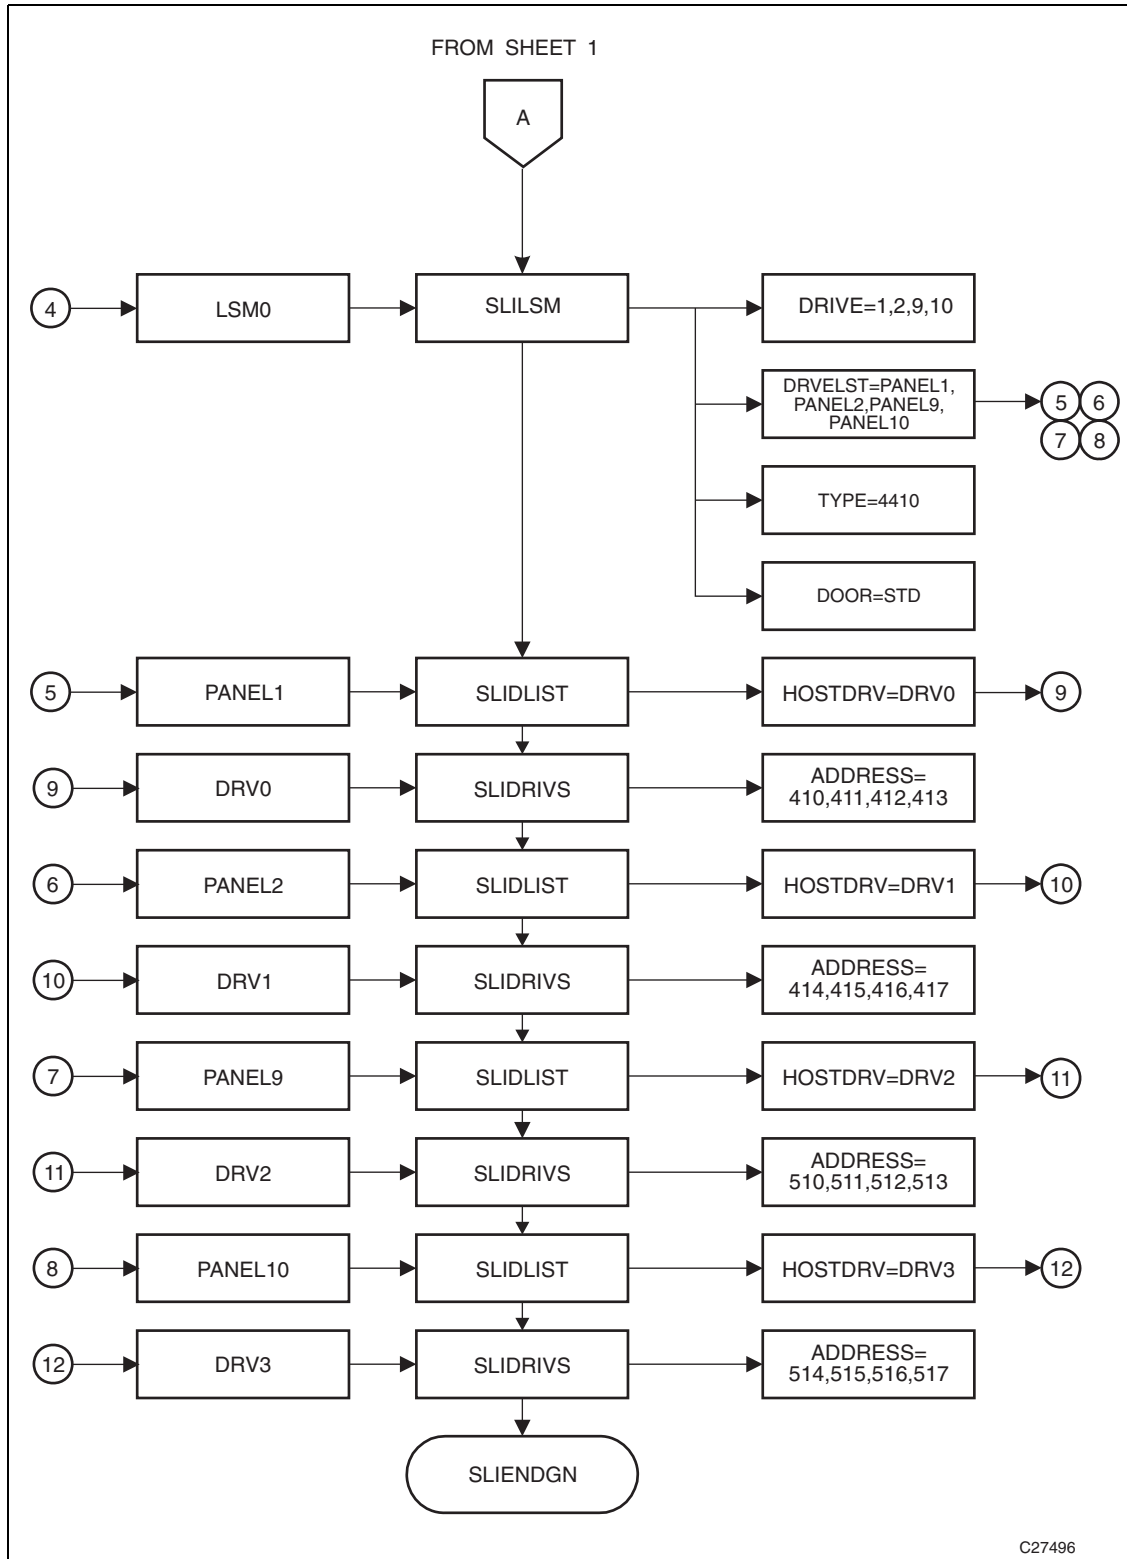 FROM SHEET 1
A
4
LSM0
SLILSM
DRIVE=1,2,9,10
DRVELST=PANEL1,
PANEL2,PANEL9,
PANEL10
5 6
7 8
TYPE=4410
DOOR=STD
5
PANEL1
SLIDLIST
HOSTDRV=DRV0
9
9
DRV0
SLIDRIVS
ADDRESS=
410,411,412,413
6
PANEL2
SLIDLIST
HOSTDRV=DRV1
10
10
DRV1
SLIDRIVS
ADDRESS=
414,415,416,417
7
PANEL9
SLIDLIST
HOSTDRV=DRV2
11
11
DRV2
SLIDRIVS
ADDRESS=
510,511,512,513
8
PANEL10
SLIDLIST
HOSTDRV=DRV3
12
12
DRV3
SLIDRIVS
ADDRESS=
514,515,516,517
SLIENDGN
C27496